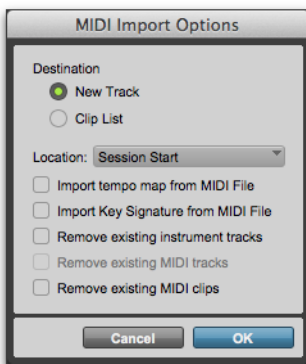 MIDI Import Options
Destination
New Track
Clip List
Location: Session Start
Import tempo map from MIDI File
Import Key Signature from MIDI File
Remove existing instrument tracks
Remove existing MIDI tracks
Remove existing MIDI clips
Cancel OK